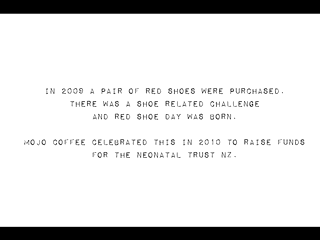 IN 2009 A PAIR OF RED SHOES WERE PURCHASED.
THERE WAS A SHOE RELATED CHALLENGE
AND RED SHOE DAY WAS BORN.
MOJO COFFEE CELEBRATED THIS IN 2010 TO RAISE FUNDS
FOR THE NEONATAL TRUST NZ.